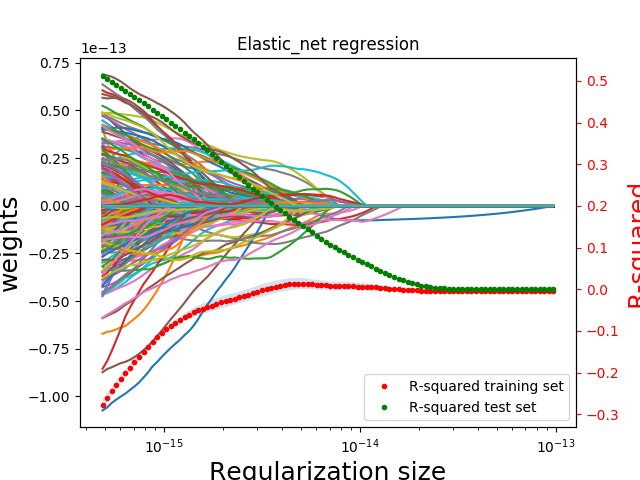 Elastic_net regression
1e−13
0.75
0.50
0.25
0.00
−0.25
−0.50
−0.75
−1.00
weights
0.5
0.4
0.3
0.2
0.1
0.0
−0.1
−0.2
−0.3
R-squared
R-squared training set
R-squared test set
10⁻¹⁵ 10⁻¹⁴ 10⁻¹³
Regularization size